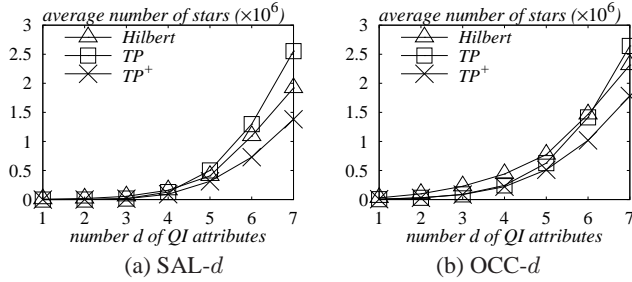 average number of stars (×10⁶)
3
2.5
2
1.5
1
0.5
0
Hilbert
TP
TP⁺
1 2 3 4 5 6 7
number d of QI attributes
(a) SAL-d
average number of stars (×10⁶)
3
2.5
2
1.5
1
0.5
0
Hilbert
TP
TP⁺
1 2 3 4 5 6 7
number d of QI attributes
(b) OCC-d